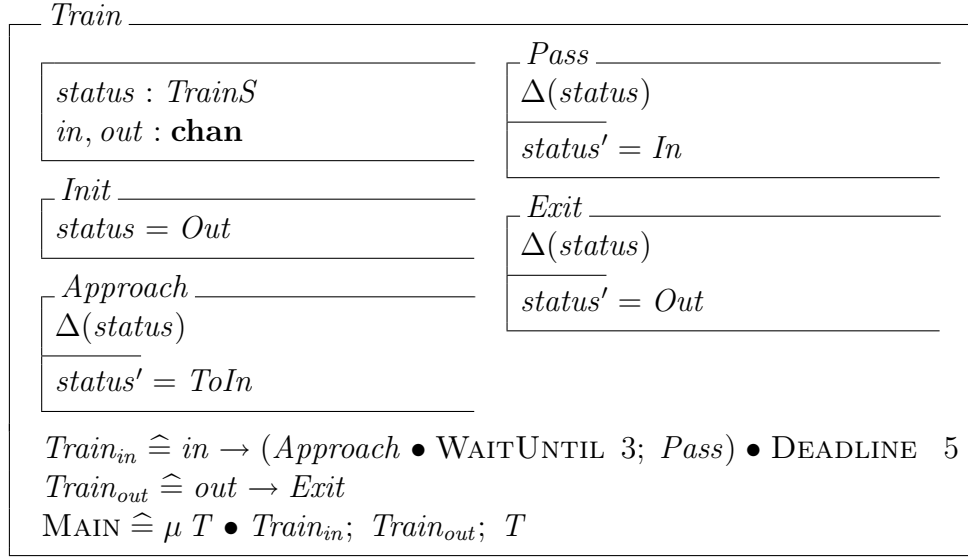 Train
status : TrainS
in, out : chan
Init
status = Out
Approach
Δ(status)
status′ = ToIn
Pass
Δ(status)
status′ = In
Exit
Δ(status)
status′ = Out
Train_in ≙ in → (Approach • WAITUNTIL 3; Pass) • DEADLINE 5
Train_out ≙ out → Exit
MAIN ≙ μ T • Train_in; Train_out; T